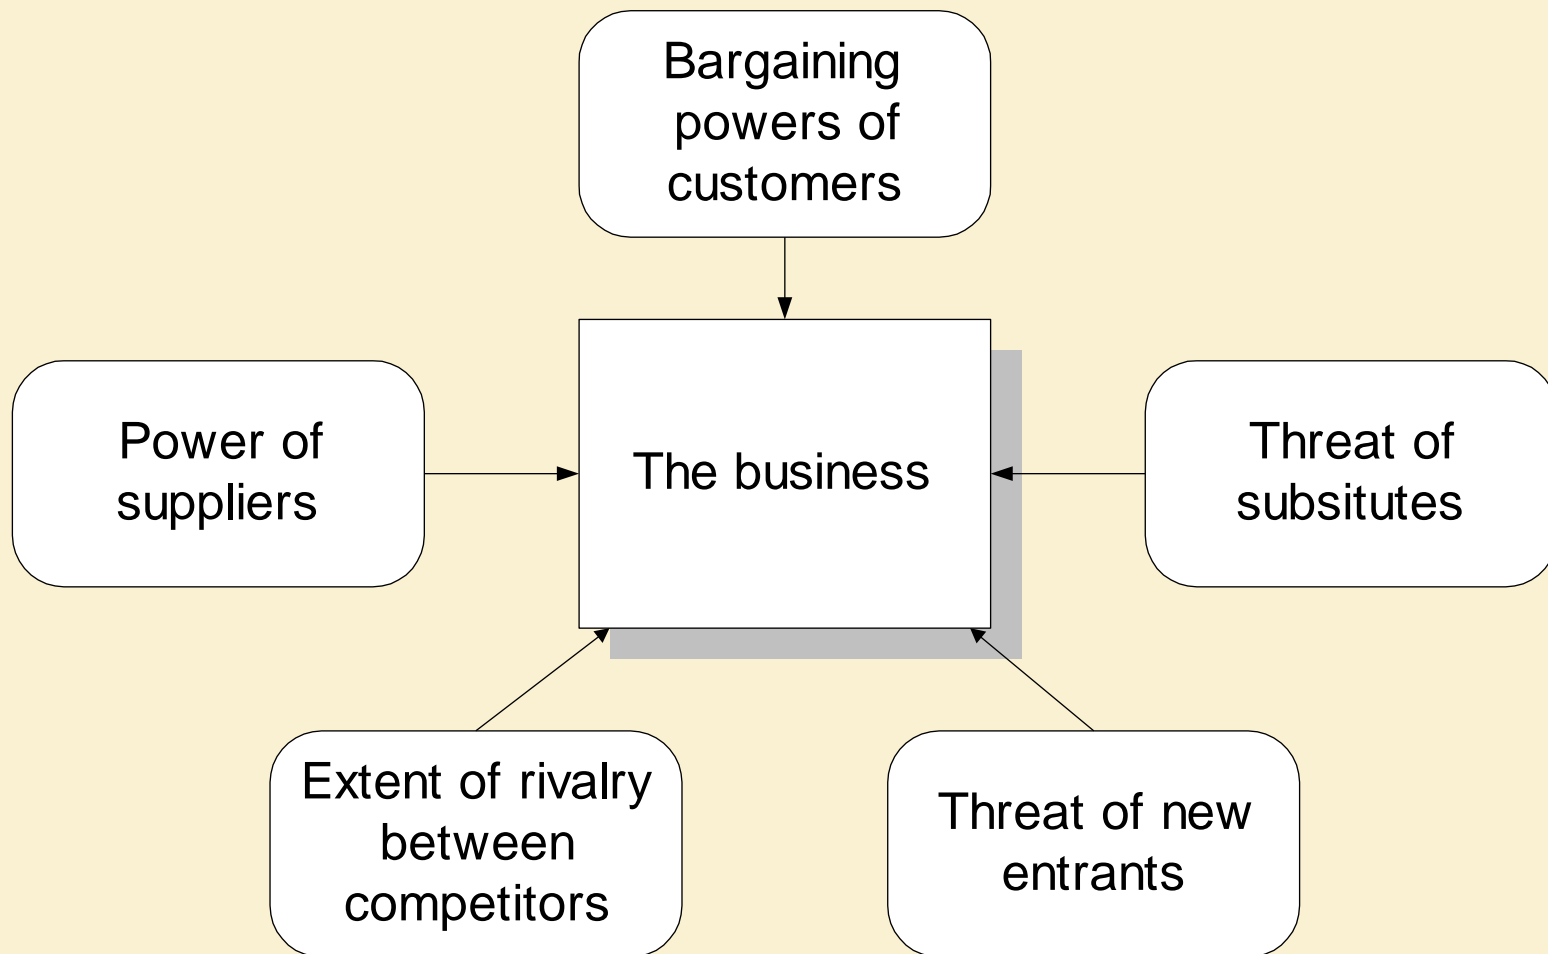 Bargaining
powers of
customers
Power of
suppliers
The business
Threat of
subsitutes
Extent of rivalry
between
competitors
Threat of new
entrants